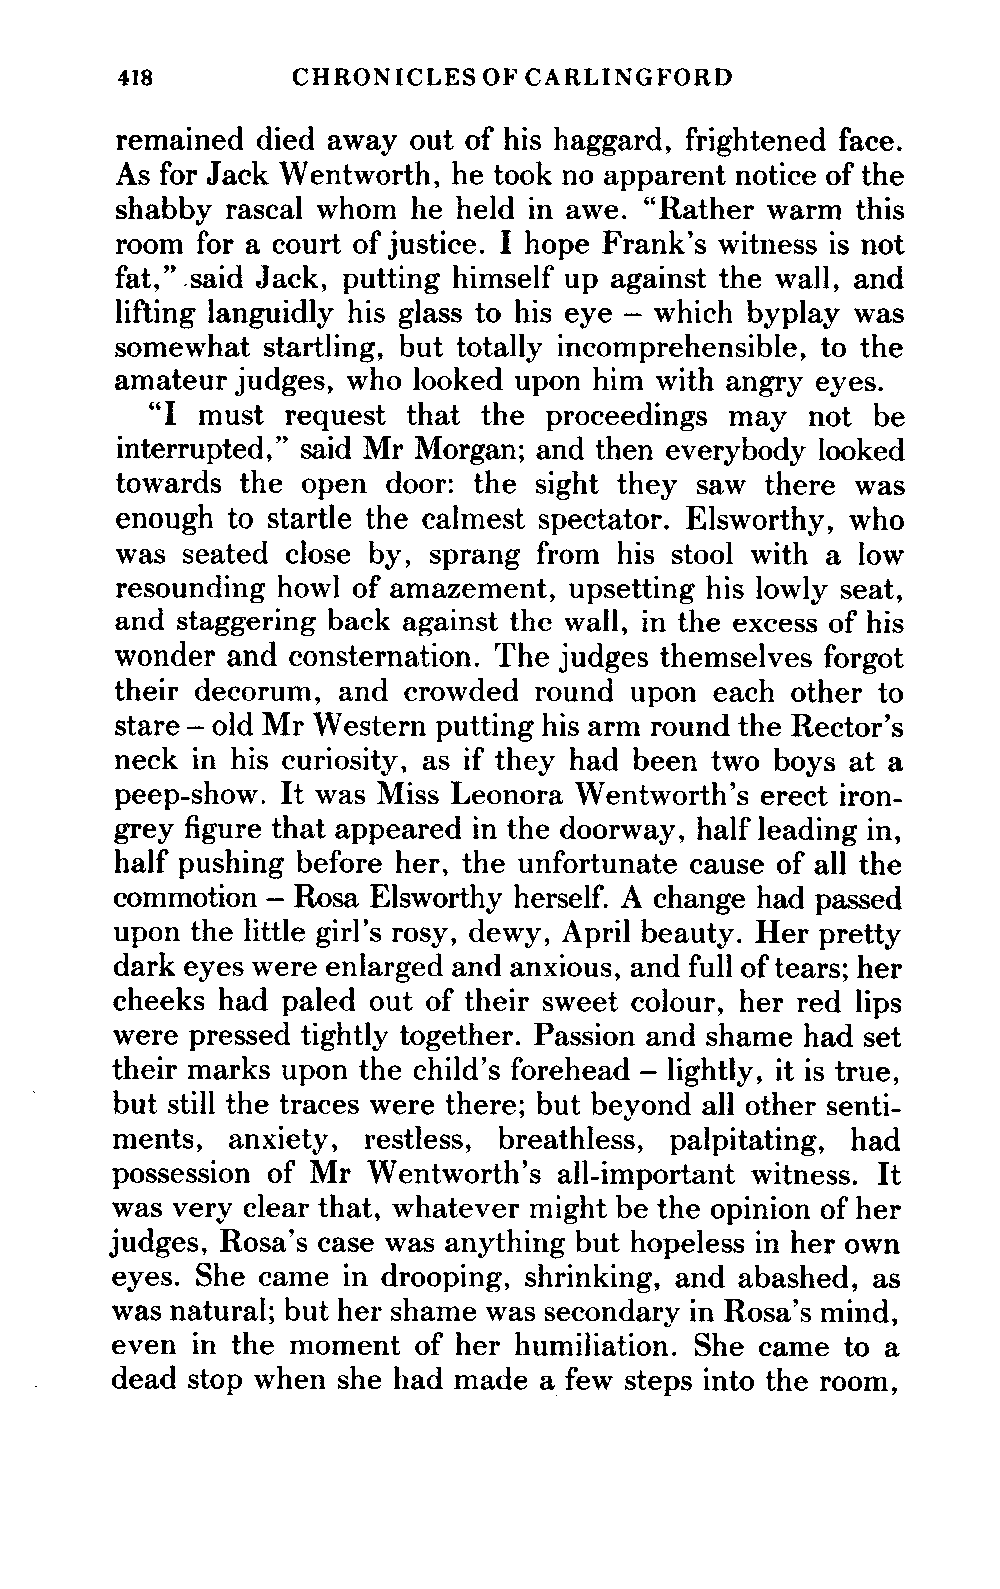 418 CHRONICLES OF CARLINGFORD
remained died away out of his haggard, frightened face.
As for Jack Wentworth, he took no apparent notice of the
shabby rascal whom he held in awe. “Rather warm this
room for a court of justice. I hope Frank’s witness is not
fat,” said Jack, putting himself up against the wall, and
lifting languidly his glass to his eye – which byplay was
somewhat startling, but totally incomprehensible, to the
amateur judges, who looked upon him with angry eyes.
“I must request that the proceedings may not be
interrupted,” said Mr Morgan; and then everybody looked
towards the open door: the sight they saw there was
enough to startle the calmest spectator. Elsworthy, who
was seated close by, sprang from his stool with a low
resounding howl of amazement, upsetting his lowly seat,
and staggering back against the wall, in the excess of his
wonder and consternation. The judges themselves forgot
their decorum, and crowded round upon each other to
stare – old Mr Western putting his arm round the Rector’s
neck in his curiosity, as if they had been two boys at a
peep-show. It was Miss Leonora Wentworth’s erect iron-
grey figure that appeared in the doorway, half leading in,
half pushing before her, the unfortunate cause of all the
commotion – Rosa Elsworthy herself. A change had passed
upon the little girl’s rosy, dewy, April beauty. Her pretty
dark eyes were enlarged and anxious, and full of tears; her
cheeks had paled out of their sweet colour, her red lips
were pressed tightly together. Passion and shame had set
their marks upon the child’s forehead – lightly, it is true,
but still the traces were there; but beyond all other senti-
ments, anxiety, restless, breathless, palpitating, had
possession of Mr Wentworth’s all-important witness. It
was very clear that, whatever might be the opinion of her
judges, Rosa’s case was anything but hopeless in her own
eyes. She came in drooping, shrinking, and abashed, as
was natural; but her shame was secondary in Rosa’s mind,
even in the moment of her humiliation. She came to a
dead stop when she had made a few steps into the room,